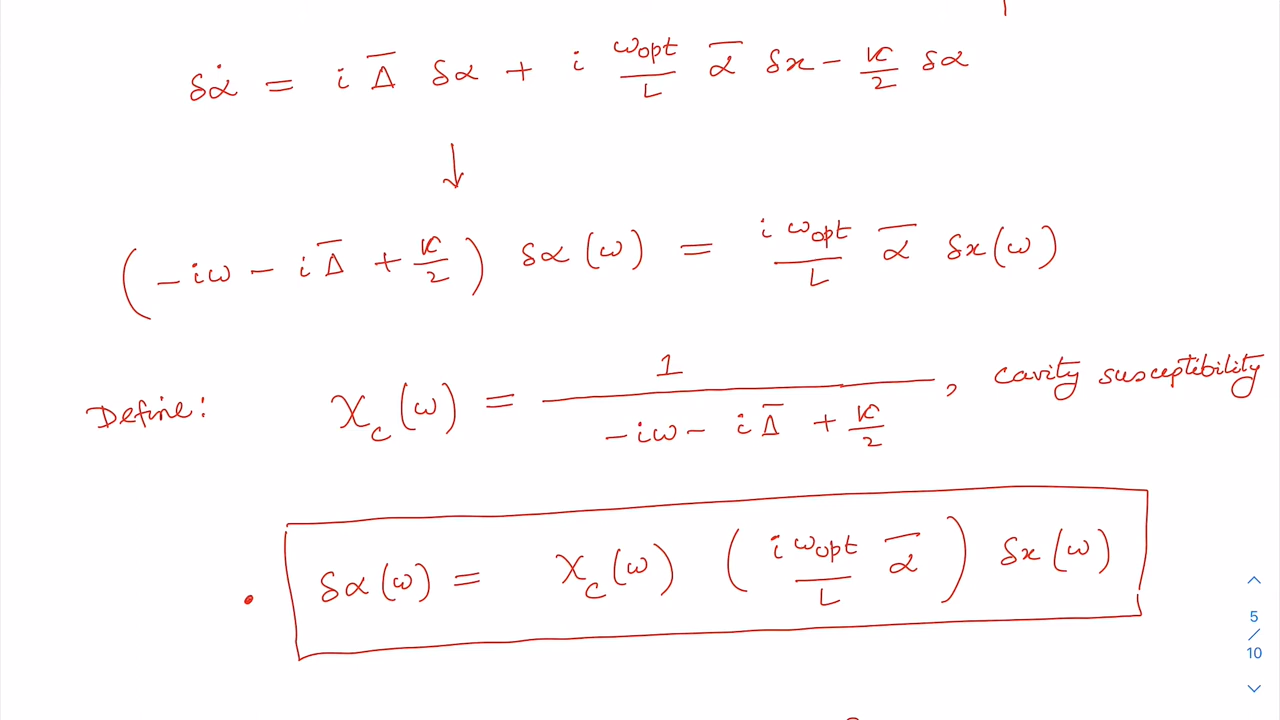 δα̇ = i Δ̅ δα + i ω_opt/L α̅ δx − κ/2 δα
↓
(−iω − iΔ̅ + κ/2) δα(ω) = iω_opt/L α̅ δx(ω)
Define: χ_c(ω) = 1/(−iω − iΔ̅ + κ/2), cavity susceptibility
δα(ω) = χ_c(ω) (iω_opt/L α̅) δx(ω)
5
/
10